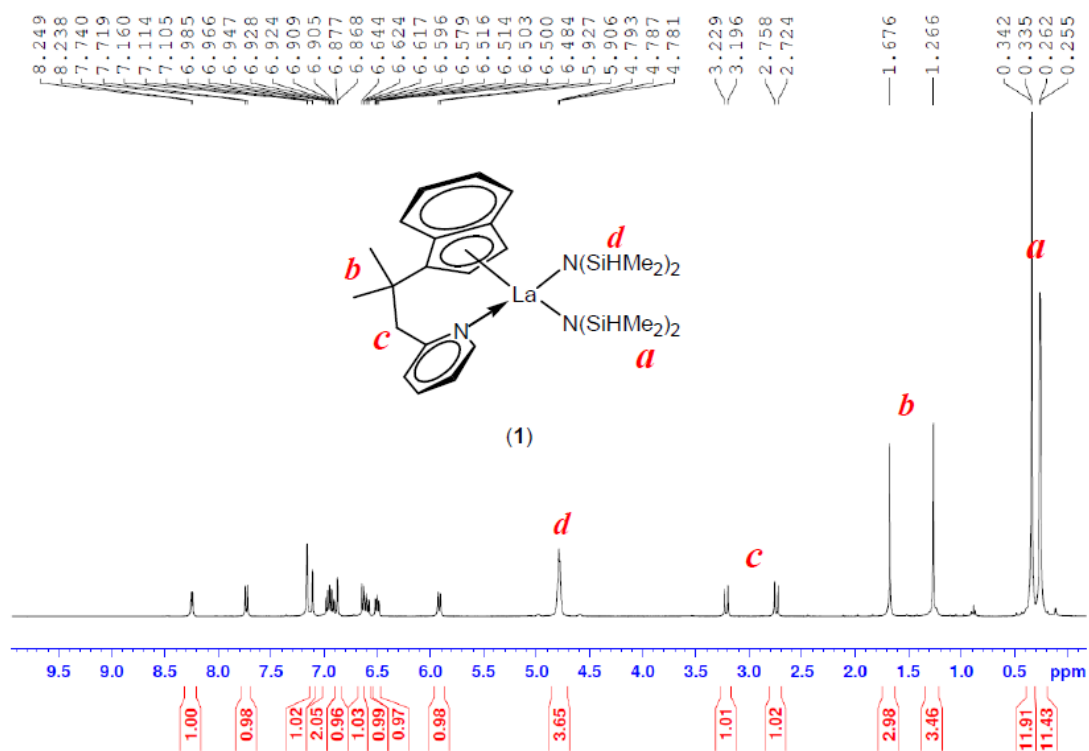 8.249 8.238 7.740 7.719 7.160 7.114 7.105 6.985 6.966 6.947 6.928 6.924 6.909 6.905 6.877 6.868 6.644 6.624 6.617 6.596 6.579 6.516 6.514 6.503 6.500 6.484 5.927 5.906 4.793 4.787 4.781 3.229 3.196 2.758 2.724 1.676 1.266 0.342 0.335 0.262 0.255
d
N(SiHMe2)2
a
b
La
N
N(SiHMe2)2
c
a
b
(1)
d
c
9.5 9.0 8.5 8.0 7.5 7.0 6.5 6.0 5.5 5.0 4.5 4.0 3.5 3.0 2.5 2.0 1.5 1.0 0.5 ppm
1.00 0.98 1.02 2.05 0.96 1.03 0.99 0.97 0.98 3.65 1.01 1.02 2.98 3.46 11.91 11.43